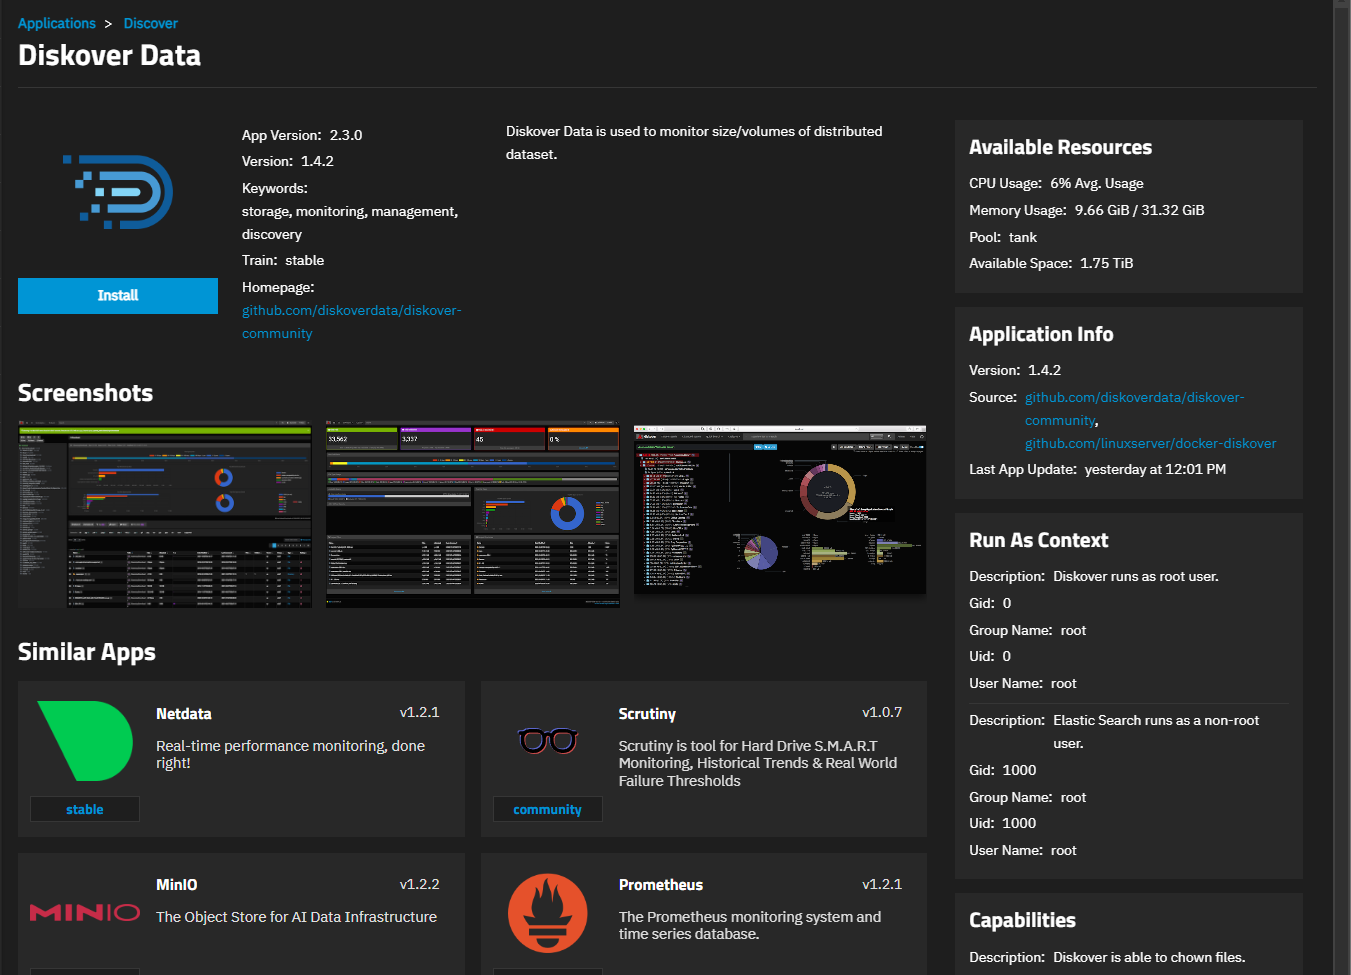 Applications > Discover
Diskover Data
Install
App Version: 2.3.0
Version: 1.4.2
Keywords:
storage, monitoring, management,
discovery
Train: stable
Homepage:
github.com/diskoverdata/diskover-
community
Diskover Data is used to monitor size/volumes of distributed
dataset.
Screenshots
33,562
3,337
45
0 %
Similar Apps
Netdata
v1.2.1
Real-time performance monitoring, done
right!
stable
Scrutiny
v1.0.7
Scrutiny is tool for Hard Drive S.M.A.R.T
Monitoring, Historical Trends & Real World
Failure Thresholds
community
MINIO
MinIO
v1.2.2
The Object Store for AI Data Infrastructure
Prometheus
v1.2.1
The Prometheus monitoring system and
time series database.
Available Resources
CPU Usage: 6% Avg. Usage
Memory Usage: 9.66 GiB / 31.32 GiB
Pool: tank
Available Space: 1.75 TiB
Application Info
Version: 1.4.2
Source: github.com/diskoverdata/diskover-
community,
github.com/linuxserver/docker-diskover
Last App Update: yesterday at 12:01 PM
Run As Context
Description: Diskover runs as root user.
Gid: 0
Group Name: root
Uid: 0
User Name: root
Description: Elastic Search runs as a non-root
user.
Gid: 1000
Group Name: root
Uid: 1000
User Name: root
Capabilities
Description: Diskover is able to chown files.